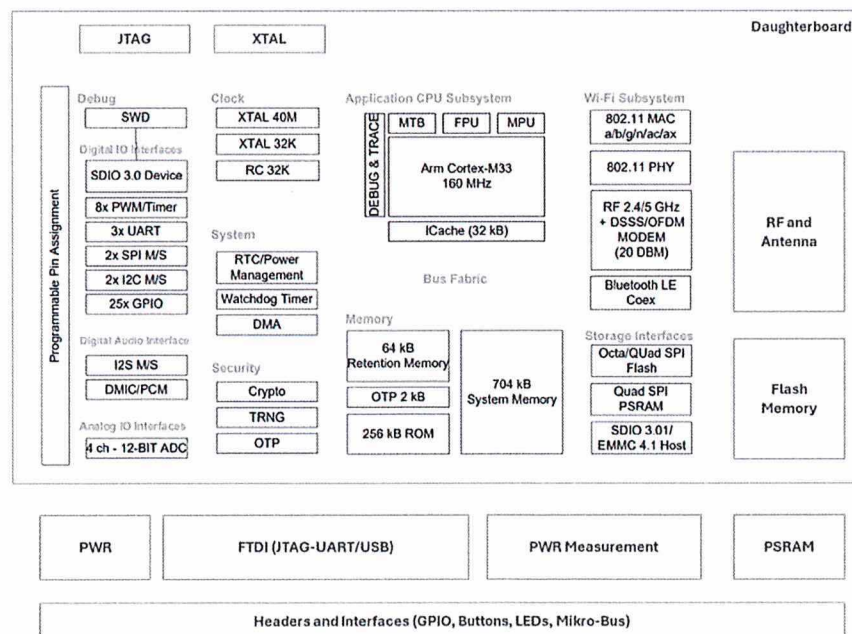 Daughterboard
JTAG
XTAL
Programmable Pin Assignment
Debug
SWD
Digital IO Interfaces
SDIO 3.0 Device
8x PWM/Timer
3x UART
2x SPI M/S
2x I2C M/S
25x GPIO
Digital Audio Interface
I2S M/S
DMIC/PCM
Analog IO Interfaces
4 ch - 12-BIT ADC
Clock
XTAL 40M
XTAL 32K
RC 32K
System
RTC/Power
Management
Watchdog Timer
DMA
Security
Crypto
TRNG
OTP
Application CPU Subsystem
DEBUG & TRACE
MTB
FPU
MPU
Arm Cortex-M33
160 MHz
ICache (32 kB)
Bus Fabric
Memory
64 kB
Retention Memory
OTP 2 kB
256 kB ROM
704 kB
System Memory
Wi-Fi Subsystem
802.11 MAC
a/b/g/n/ac/ax
802.11 PHY
RF 2.4/5 GHz
+ DSSS/OFDM
MODEM
(20 DBM)
Bluetooth LE
Coex
Storage Interfaces
Octa/QUad SPI
Flash
Quad SPI
PSRAM
SDIO 3.01/
EMMC 4.1 Host
RF and
Antenna
Flash
Memory
PWR
FTDI (JTAG-UART/USB)
PWR Measurement
PSRAM
Headers and Interfaces (GPIO, Buttons, LEDs, Mikro-Bus)